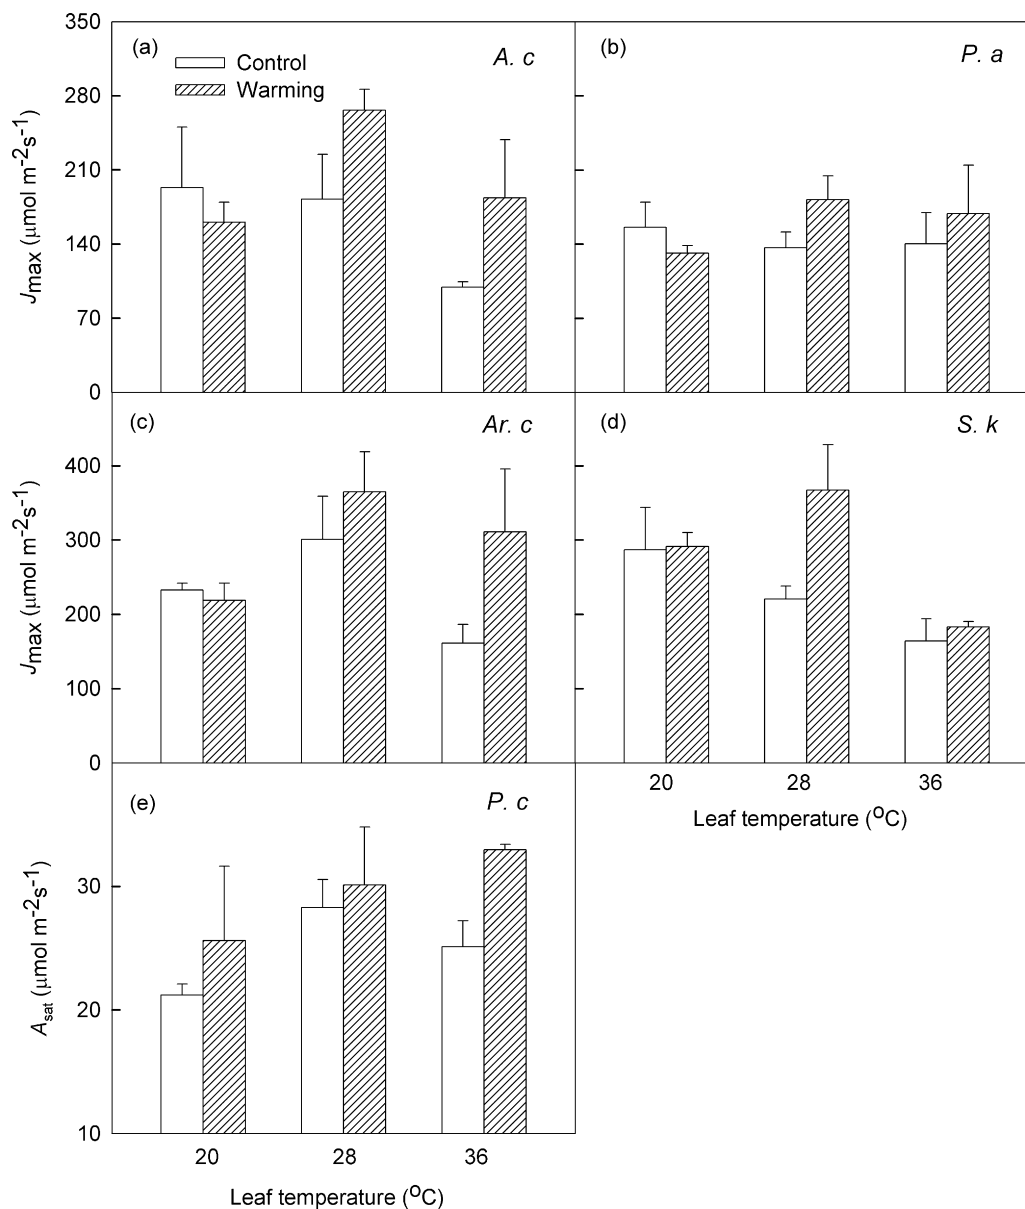 350
(a)
A. c
(b)
P. a
Control
Warming
280
210
140
70
0
Jmax (μmol m-2s-1)
(c)
Ar. c
(d)
S. k
400
300
200
100
0
Jmax (μmol m-2s-1)
20 28 36
Leaf temperature (OC)
(e)
P. c
30
20
10
Asat (μmol m-2s-1)
20 28 36
Leaf temperature (OC)